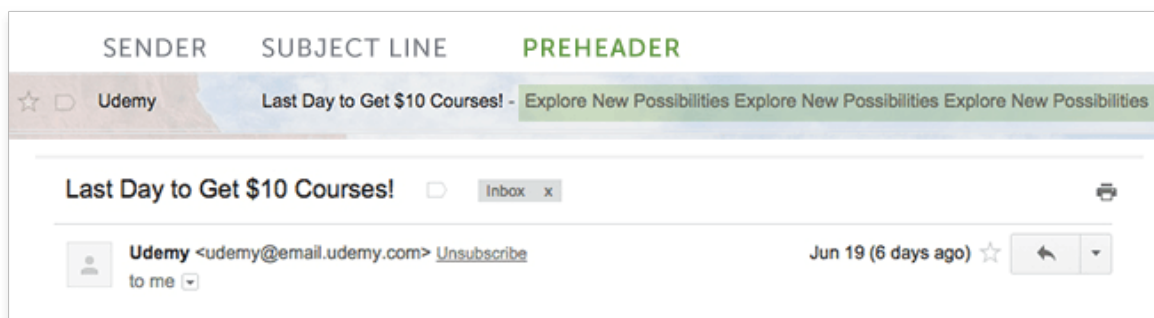 SENDER SUBJECT LINE PREHEADER
Udemy Last Day to Get $10 Courses! - Explore New Possibilities Explore New Possibilities Explore New Possibilities
Last Day to Get $10 Courses! Inbox x
Udemy <udemy@email.udemy.com> Unsubscribe Jun 19 (6 days ago)
to me